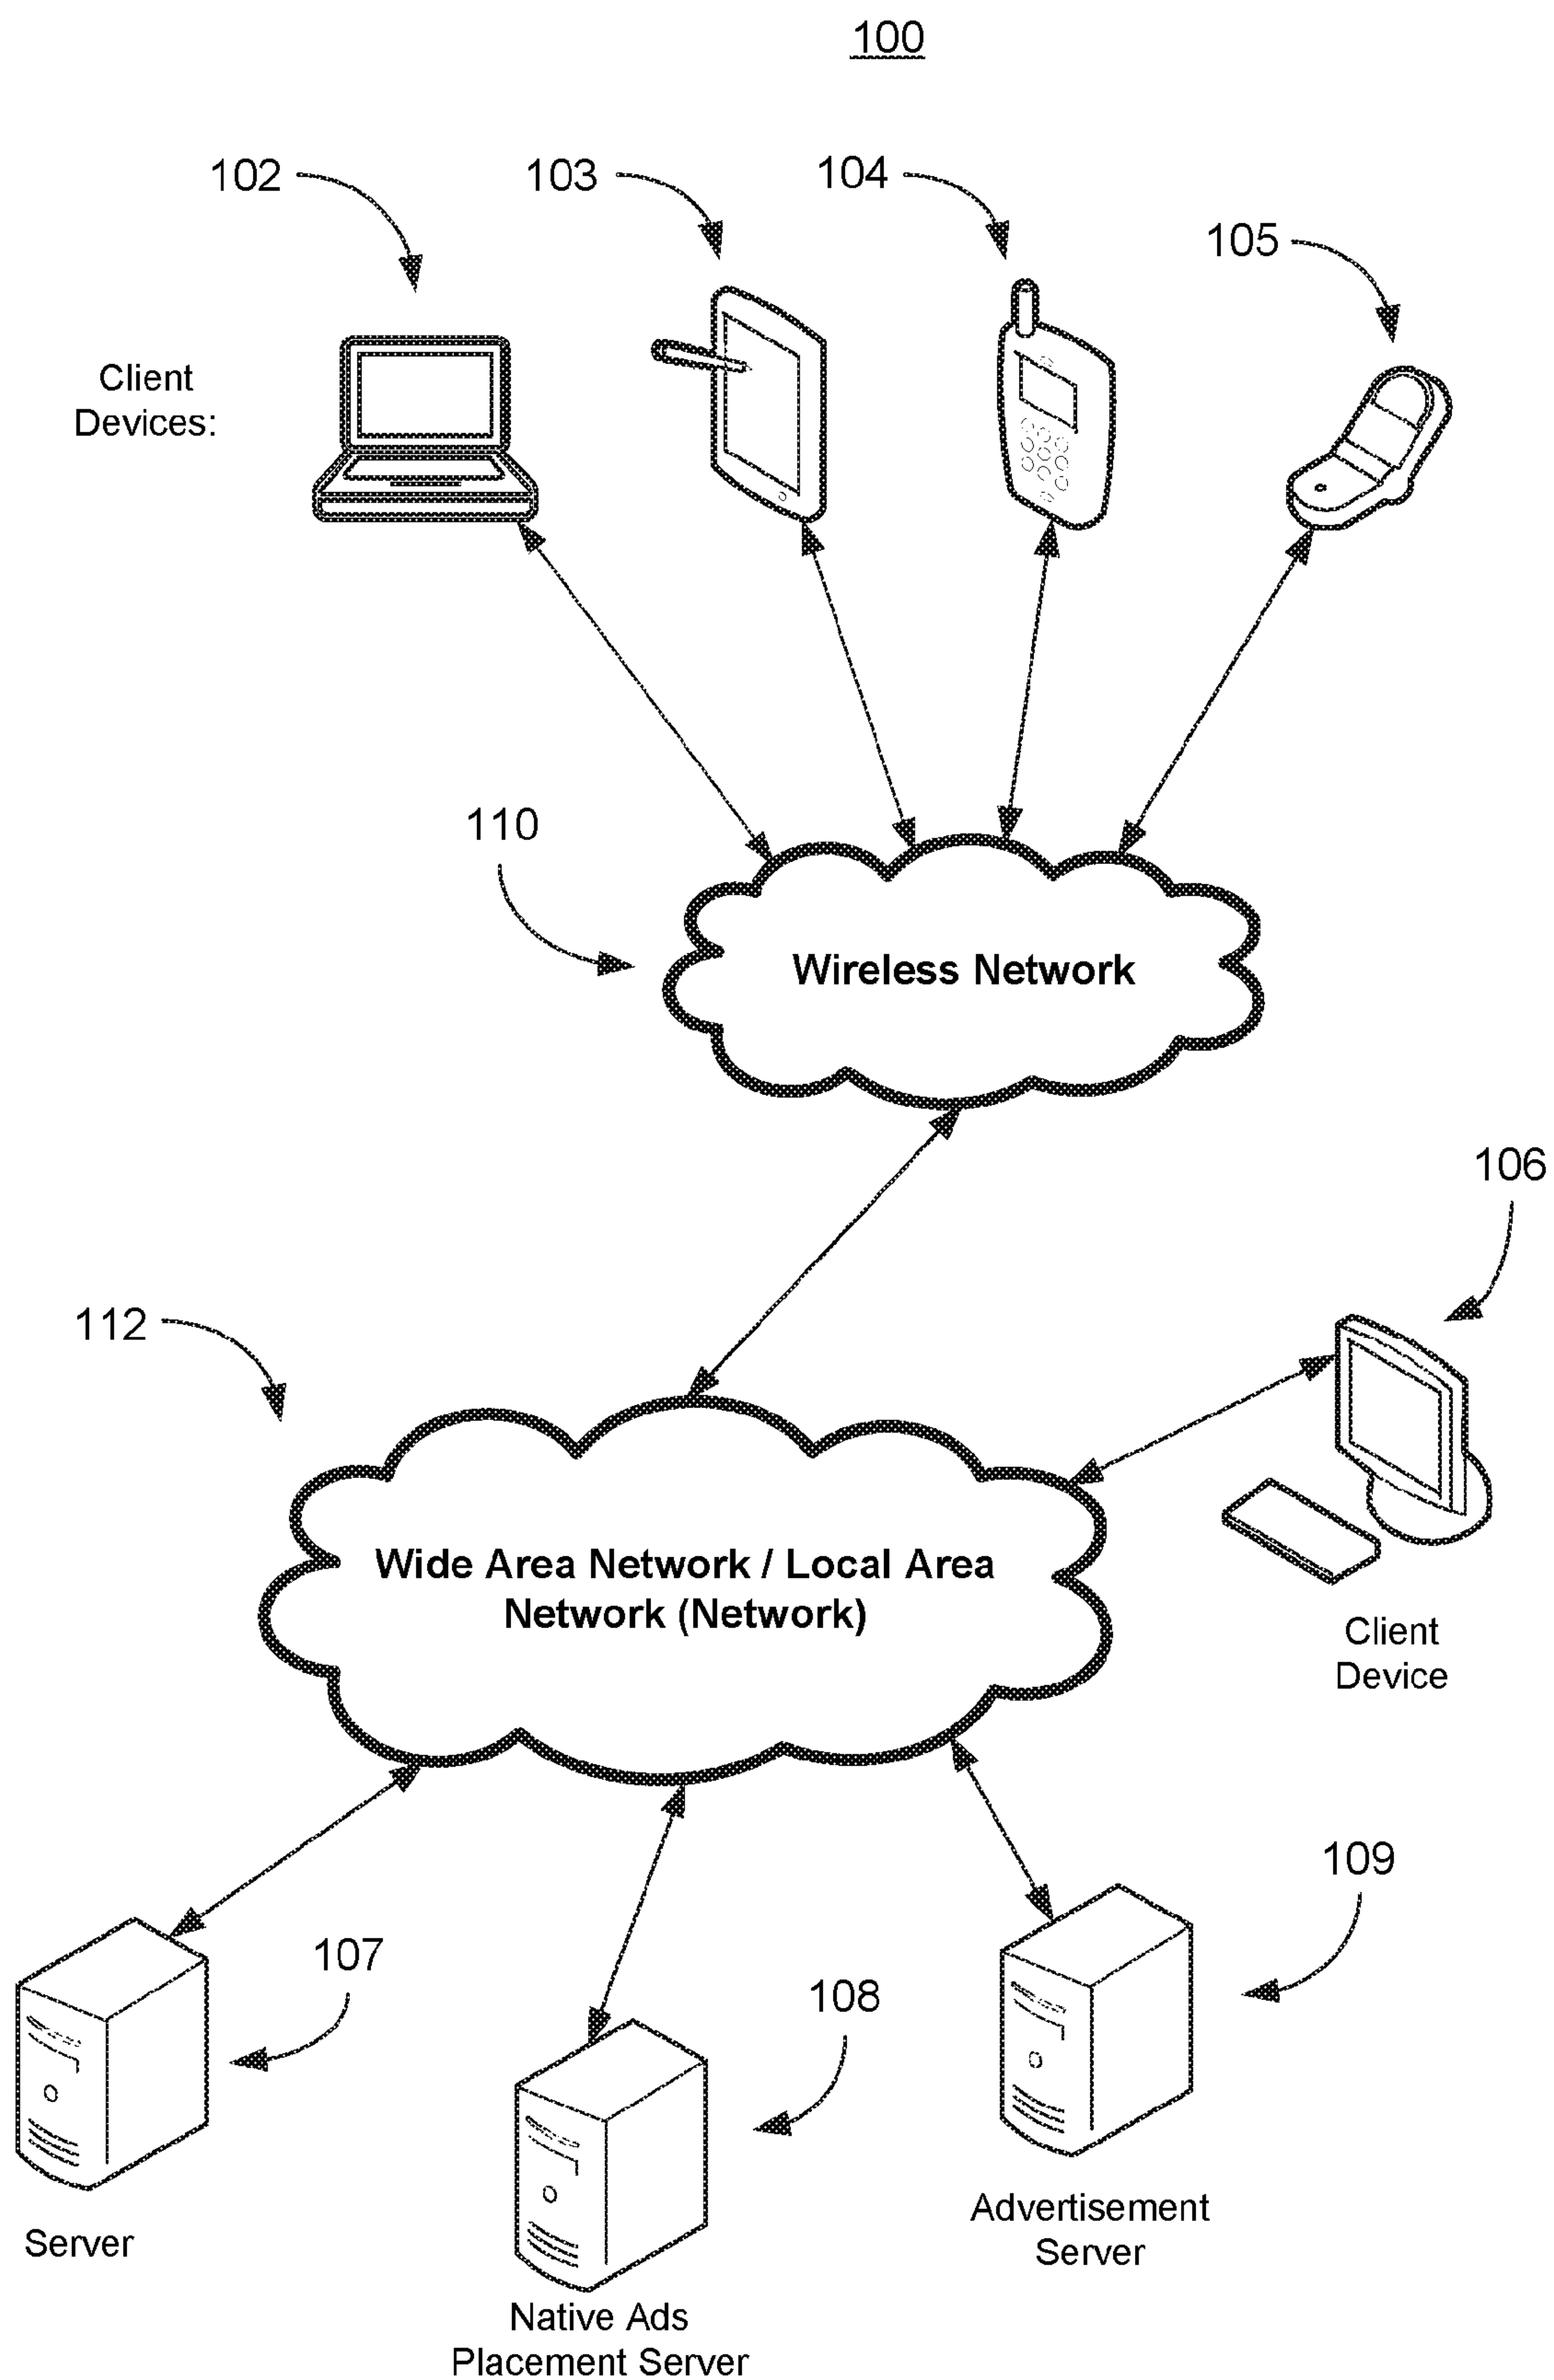 100
102
103
104
105
Client
Devices:
110
Wireless Network
106
112
Wide Area Network / Local Area
Network (Network)
Client
Device
109
107
108
Advertisement
Server
Server
Native Ads
Placement Server